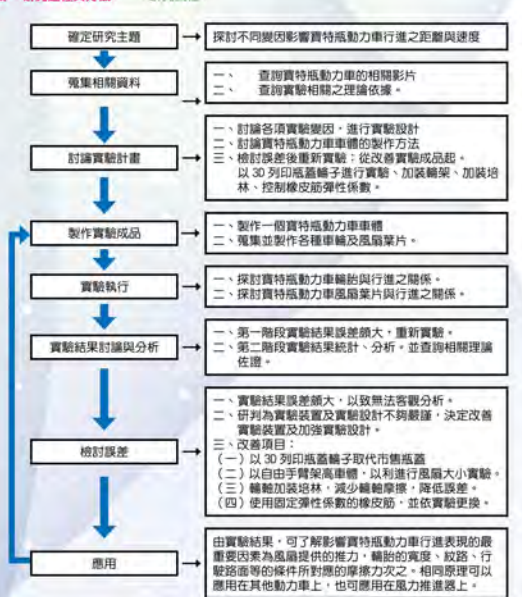 確定研究主題
探討不同變因影響寶特瓶動力車行進之距離與速度
蒐集相關資料
一、 查詢寶特瓶動力車的相關影片
二、 查詢實驗相關之理論依據。
討論實驗計畫
一、討論各項實驗變因，進行實驗設計
二、討論寶特瓶動力車車體的製作方法
三、檢討誤差後重新實驗：從改善實驗成品起。
以 30 列印瓶蓋輪子進行實驗、加裝輪架、加裝培
林、控制橡皮筋彈性係數。
製作實驗成品
一、製作一個寶特瓶動力車車體
二、蒐集並製作各種車輪及風扇葉片。
實驗執行
一、探討寶特瓶動力車輪胎與行進之關係。
二、探討寶特瓶動力車風扇葉片與行進之關係。
實驗結果討論與分析
一、第一階段實驗結果誤差頗大，重新實驗。
二、第二階段實驗結果統計、分析。並查詢相關理論
佐證。
檢討誤差
一、實驗結果誤差頗大，以致無法客觀分析。
二、研判為實驗裝置及實驗設計不夠嚴謹，決定改善
實驗裝置及加強實驗設計。
三、改善項目：
（一）以 30 列印瓶蓋輪子取代市售瓶蓋
（二）以自由手臂架高車體，以利進行風扇大小實驗。
（三）輪軸加裝培林，減少輪軸摩擦，降低誤差。
（四）使用固定彈性係數的橡皮筋，並依實驗更換。
應用
由實驗結果，可了解影響寶特瓶動力車行進表現的最
重要因素為風扇提供的推力，輪胎的寬度、紋路、行
駛路面等的條件所對應的摩擦力次之。相同原理可以
應用在其他動力車上，也可應用在風力推進器上。